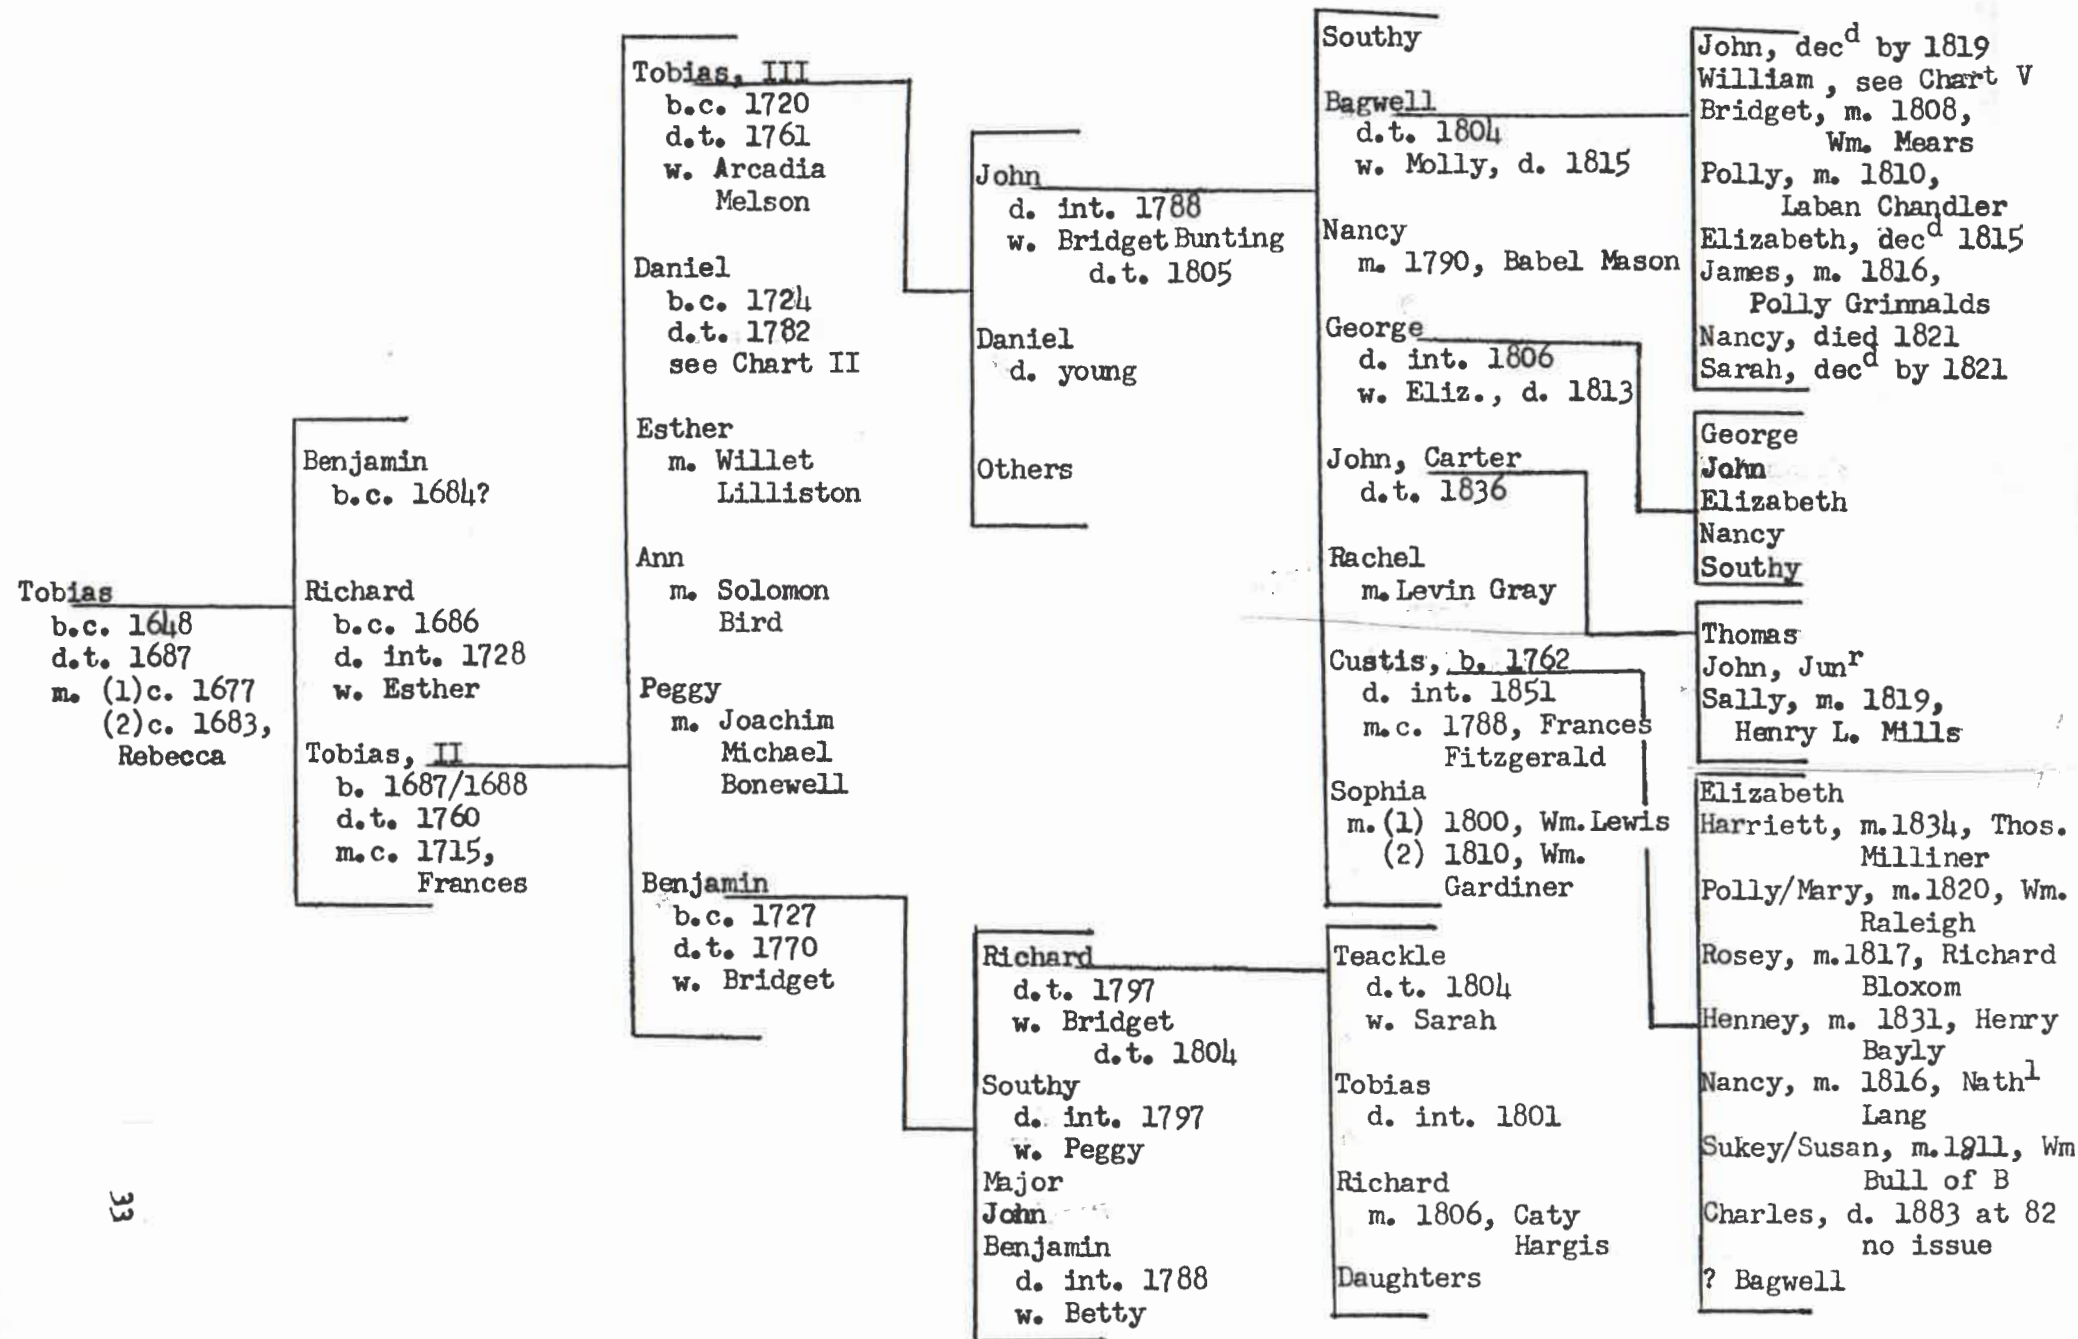 Tobias
b.c. 1648
d.t. 1687
m. (1)c. 1677
(2)c. 1683,
Rebecca
Benjamin
b.c. 1684?
Richard
b.c. 1686
d. int. 1728
w. Esther
Tobias, II
b. 1687/1688
d.t. 1760
m.c. 1715,
Frances
Tobias, III
b.c. 1720
d.t. 1761
w. Arcadia
Melson
Daniel
b.c. 1724
d.t. 1782
see Chart II
Esther
m. Willet
Lilliston
Ann
m. Solomon
Bird
Peggy
m. Joachim
Michael
Bonewell
Benjamin
b.c. 1727
d.t. 1770
w. Bridget
John
d. int. 1788
w. Bridget Bunting
d.t. 1805
Daniel
d. young
Others
Richard
d.t. 1797
w. Bridget
d.t. 1804
Southy
d. int. 1797
w. Peggy
Major
John
Benjamin
d. int. 1788
w. Betty
Southy
Bagwell
d.t. 1804
w. Molly, d. 1815
Nancy
m. 1790, Babel Mason
George
d. int. 1806
w. Eliz., d. 1813
John, Carter
d.t. 1836
Rachel
m. Levin Gray
Custis, b. 1762
d. int. 1851
m.c. 1788, Frances
Fitzgerald
Sophia
m. (1) 1800, Wm. Lewis
(2) 1810, Wm.
Gardiner
Teackle
d.t. 1804
w. Sarah
Tobias
d. int. 1801
Richard
m. 1806, Caty
Hargis
Daughters
John, decd by 1819
William , see Chart V
Bridget, m. 1808,
Wm. Mears
Polly, m. 1810,
Laban Chandler
Elizabeth, decd 1815
James, m. 1816,
Polly Grinnalds
Nancy, died 1821
Sarah, decd by 1821
George
John
Elizabeth
Nancy
Southy
Thomas
John, Junr
Sally, m. 1819,
Henry L. Mills
Elizabeth
Harriett, m.1834, Thos.
Milliner
Polly/Mary, m.1820, Wm.
Raleigh
Rosey, m.1817, Richard
Bloxom
Henney, m. 1831, Henry
Bayly
Nancy, m. 1816, Nathl
Lang
Sukey/Susan, m. Wm
Bull of B
Charles, d. 1883 at 82
no issue
? Bagwell
33